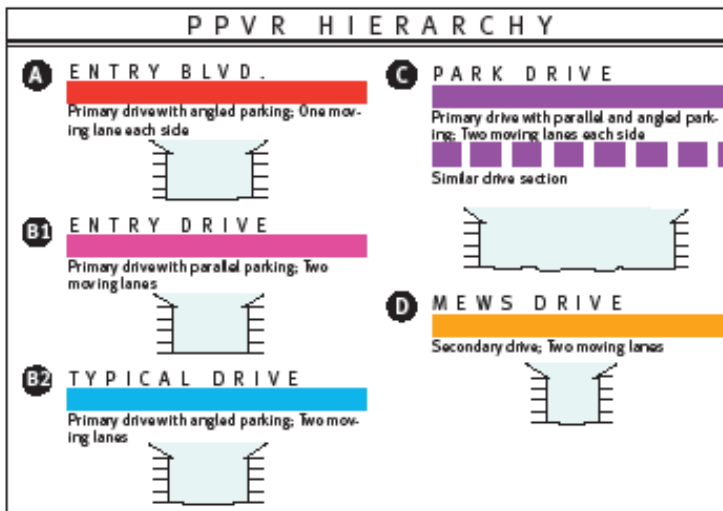 PPVR HIERARCHY
A ENTRY BLVD.
Primary drive with angled parking; One mov-
ing lane each side
B1 ENTRY DRIVE
Primary drive with parallel parking; Two
moving lanes
B2 TYPICAL DRIVE
Primary drive with angled parking; Two mov-
ing lanes
C PARK DRIVE
Primary drive with parallel and angled park-
ing; Two moving lanes each side
Similar drive section
D MEWS DRIVE
Secondary drive; Two moving lanes